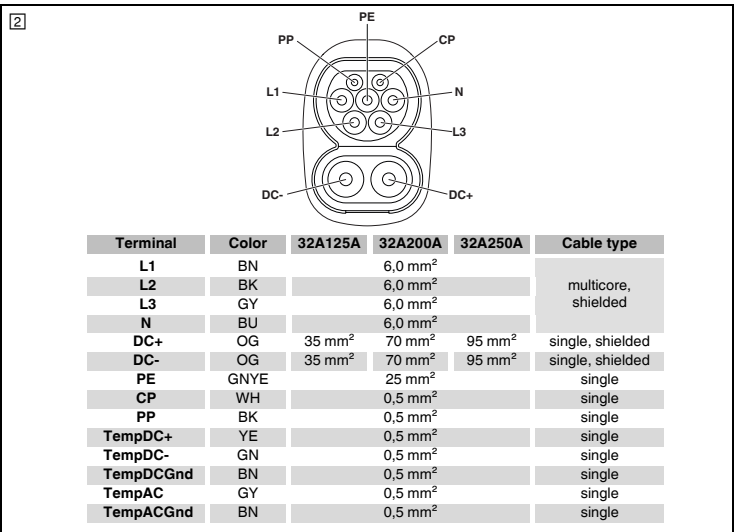 2
PE
PP CP
L1 N
L2 L3
DC- DC+
Terminal Color 32A125A 32A200A 32A250A Cable type
L1 BN 6,0 mm²
L2 BK 6,0 mm² multicore,
L3 GY 6,0 mm² shielded
N BU 6,0 mm²
DC+ OG 35 mm² 70 mm² 95 mm² single, shielded
DC- OG 35 mm² 70 mm² 95 mm² single, shielded
PE GNYE 25 mm² single
CP WH 0,5 mm² single
PP BK 0,5 mm² single
TempDC+ YE 0,5 mm² single
TempDC- GN 0,5 mm² single
TempDCGnd BN 0,5 mm² single
TempAC GY 0,5 mm² single
TempACGnd BN 0,5 mm² single